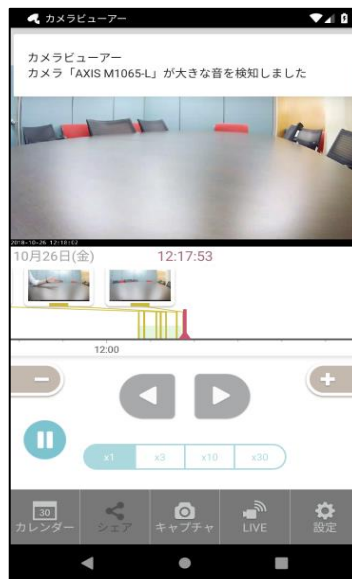 カメラビューアー
カメラビューアー
カメラ「AXIS M1065-L」が大きな音を検知しました
2018-10-26 12:18:02
10月26日(金)
12:17:53
12:00
x1
x3
x10
x30
30
カレンダー
シェア
キャプチャ
LIVE
設定